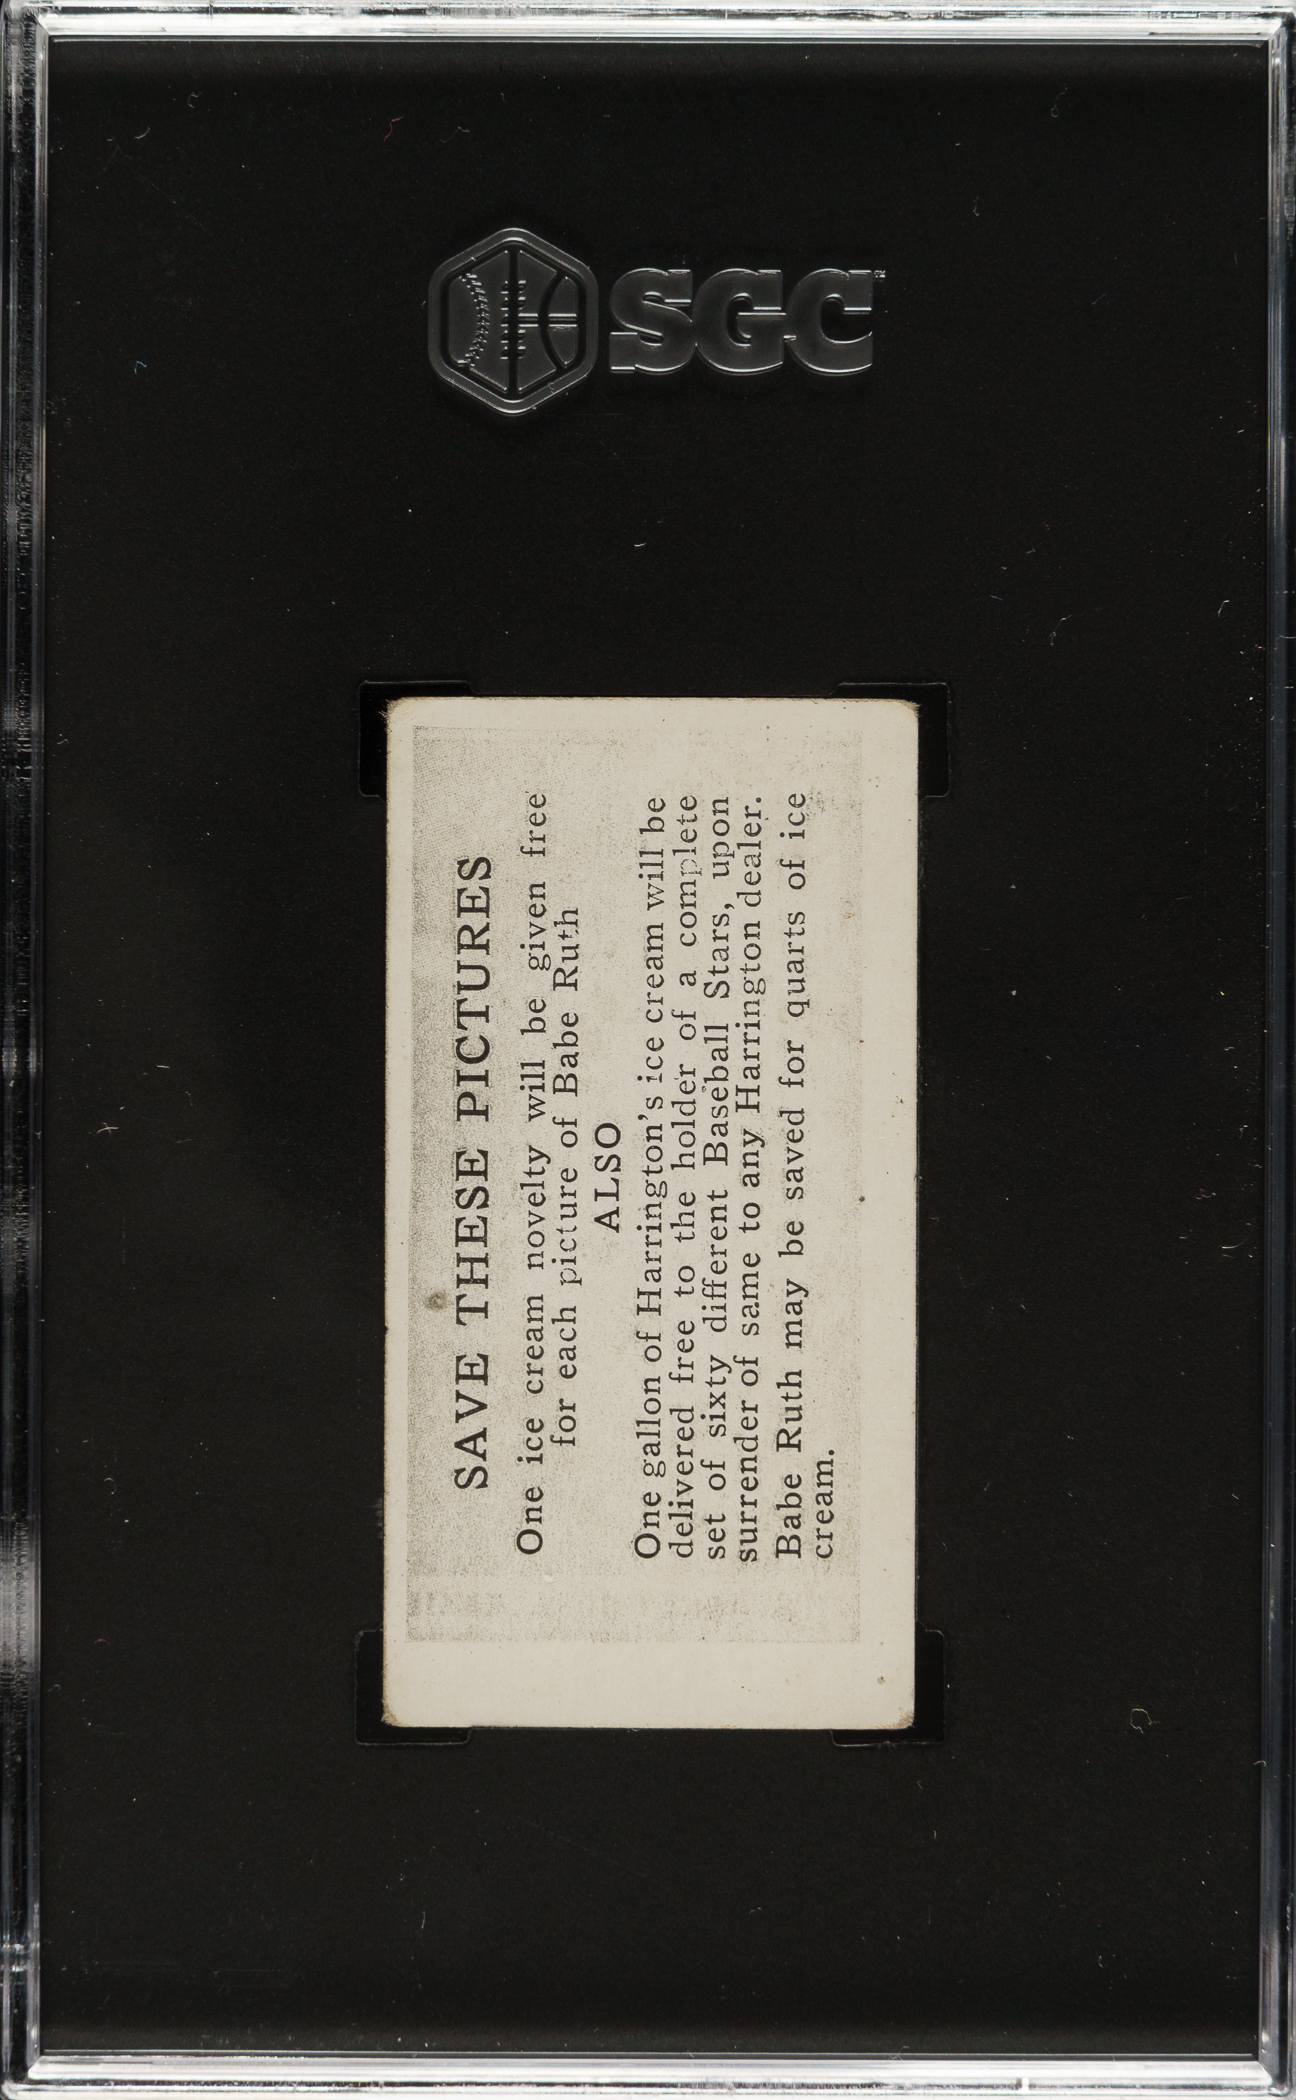 SGC
SAVE THESE PICTURES
One ice cream novelty will be given free
for each picture of Babe Ruth
ALSO
One gallon of Harrington's ice cream will be
delivered free to the holder of a complete
set of sixty different Baseball Stars, upon
surrender of same to any Harrington dealer.
Babe Ruth may be saved for quarts of ice
cream.